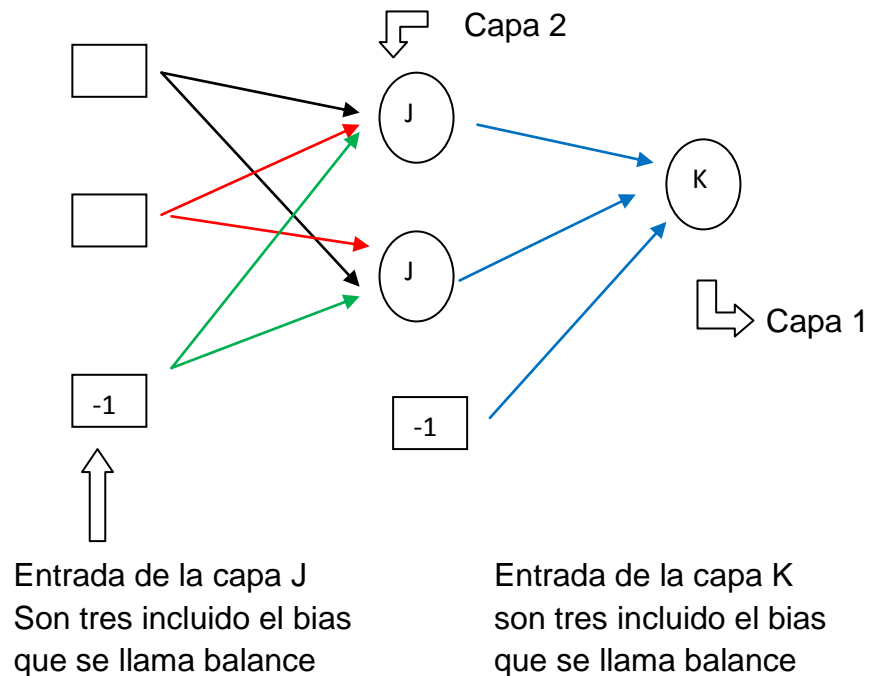 Capa 2
J
K
J
Capa 1
-1
-1
Entrada de la capa J
Son tres incluido el bias
que se llama balance
Entrada de la capa K
son tres incluido el bias
que se llama balance